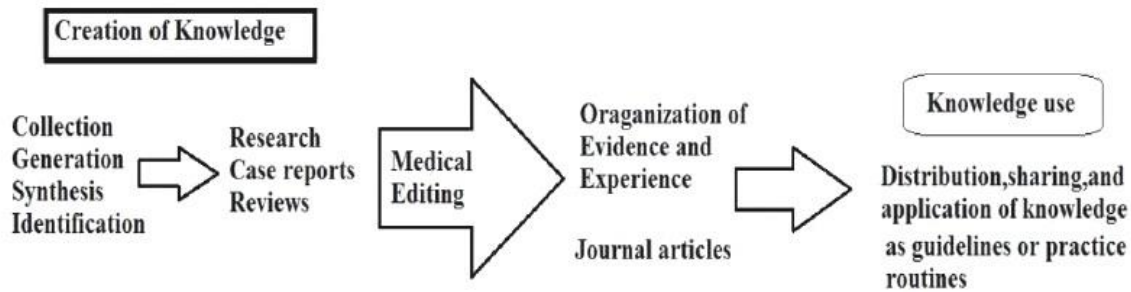 Creation of Knowledge
Collection
Generation
Synthesis
Identification
Research
Case reports
Reviews
Medical
Editing
Oraganization of
Evidence and
Experience
Journal articles
Knowledge use
Distribution,sharing,and
application of knowledge
as guidelines or practice
routines